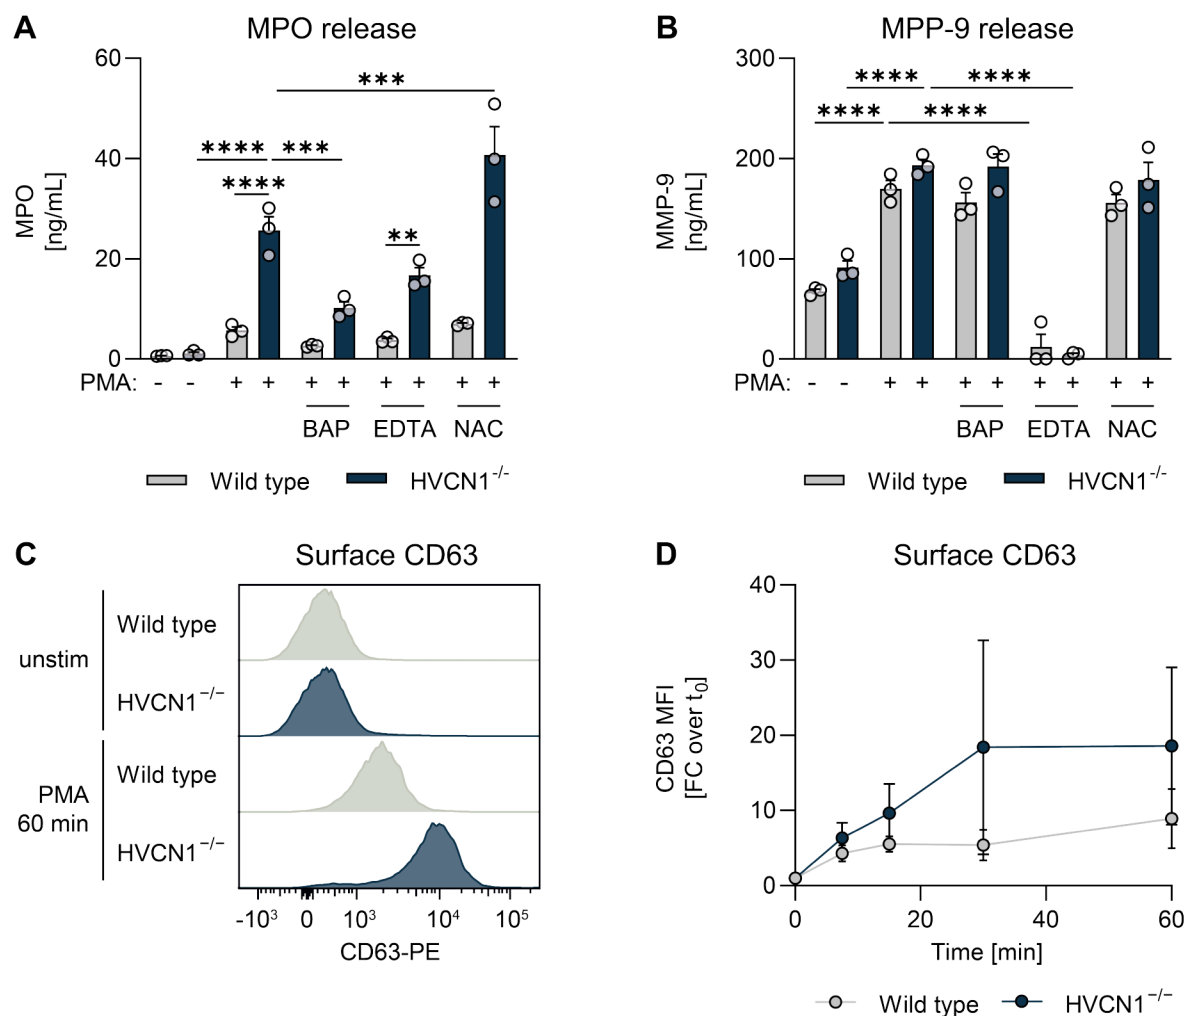 A
MPO release
MPO
[ng/mL]
60
40
20
0
***
**** ***
****
**
PMA: - - + + + + + + + +
BAP EDTA NAC
Wild type HVCN1⁻/⁻
B
MPP-9 release
MMP-9
[ng/mL]
300
200
100
0
**** ****
**** ****
PMA: - - + + + + + + + +
BAP EDTA NAC
Wild type HVCN1⁻/⁻
C
Surface CD63
unstim
Wild type
HVCN1⁻/⁻
PMA
60 min
Wild type
HVCN1⁻/⁻
-10³ 0 10³ 10⁴ 10⁵
CD63-PE
D
Surface CD63
CD63 MFI
[FC over t₀]
40
30
20
10
0
0 20 40 60
Time [min]
Wild type HVCN1⁻/⁻